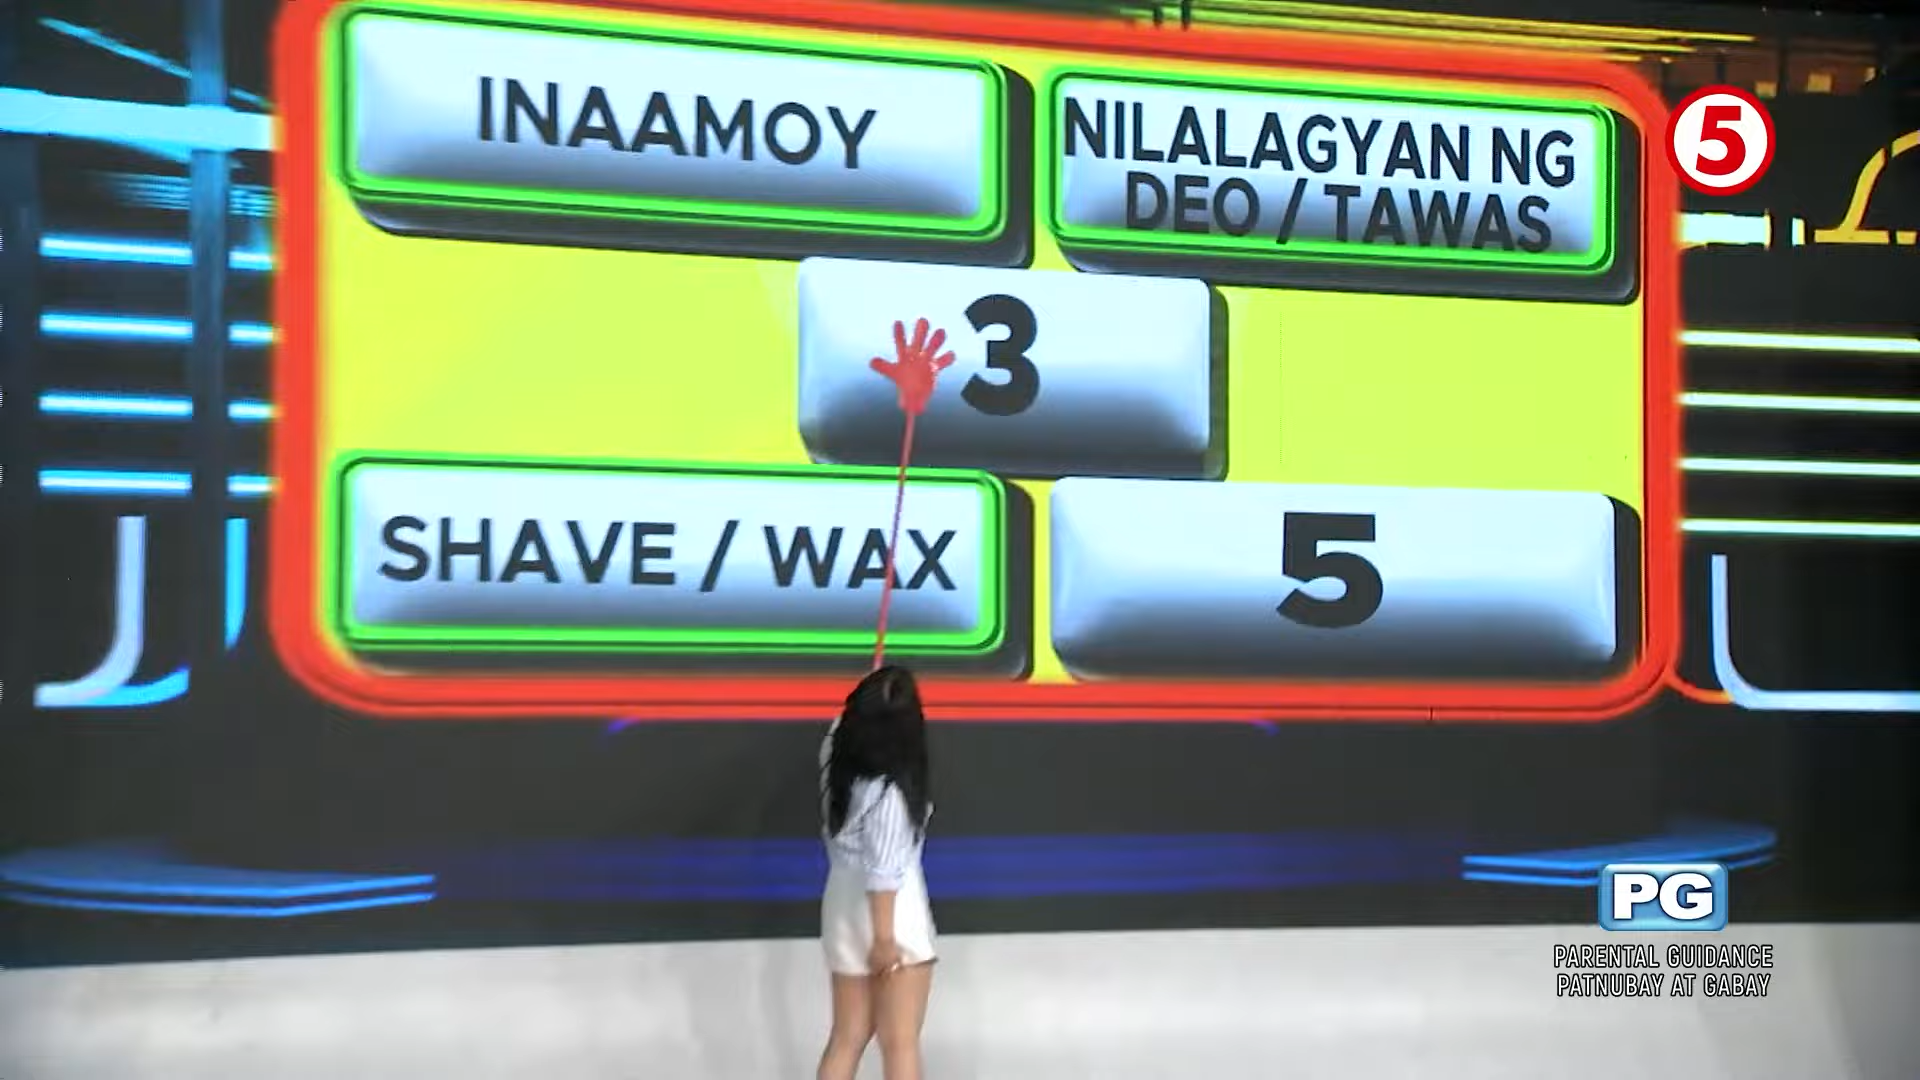 INAAMOY
NILALAGYAN NG
DEO / TAWAS
5
3
SHAVE / WAX
5
PG
PARENTAL GUIDANCE
PATNUBAY AT GABAY